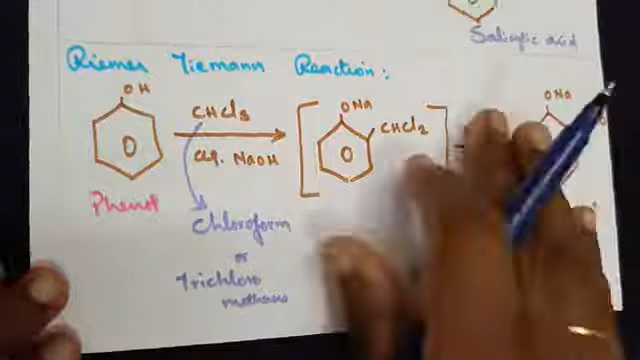 Salicylic acid
Riemer Tiemann Reaction:
OH
CHCl3
aq. NaOH
ONa
CHCl2
ONa
Phenol
Chloroform
or
Trichloro
methane